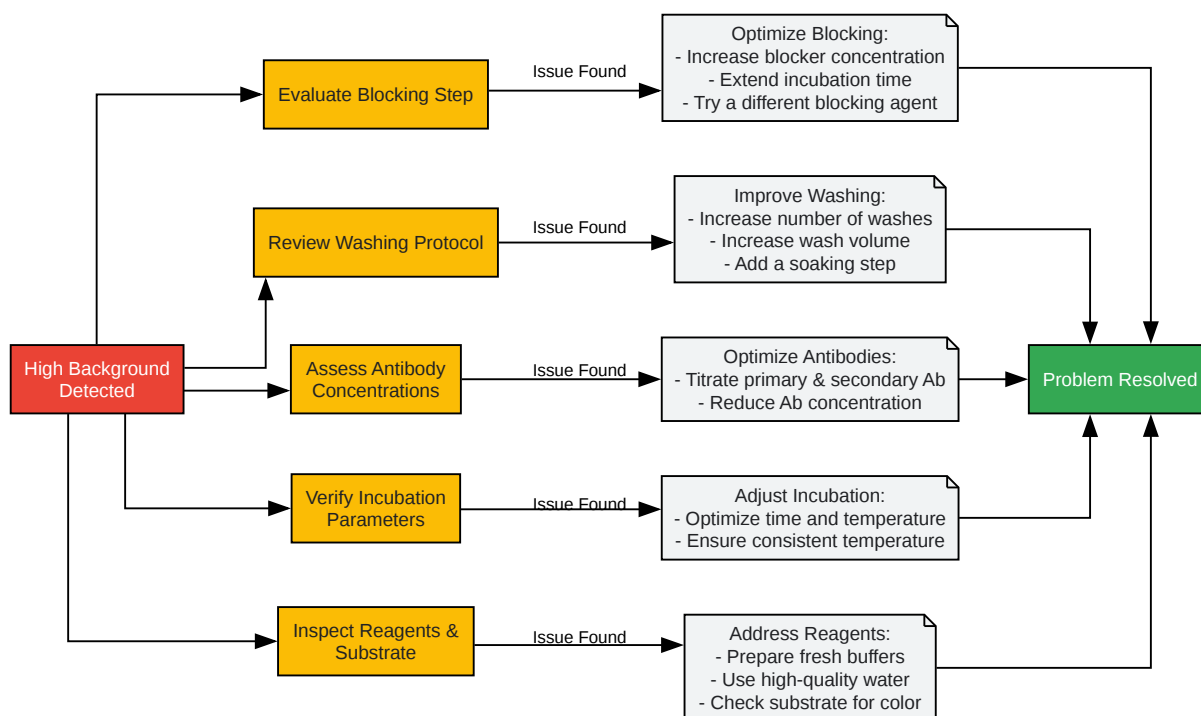 Optimize Blocking:
- Increase blocker concentration
- Extend incubation time
- Try a different blocking agent
Issue Found
Evaluate Blocking Step
Improve Washing:
- Increase number of washes
- Increase wash volume
- Add a soaking step
Issue Found
Review Washing Protocol
High Background
Detected
Assess Antibody
Concentrations
Issue Found
Optimize Antibodies:
- Titrate primary & secondary Ab
- Reduce Ab concentration
Problem Resolved
Verify Incubation
Parameters
Issue Found
Adjust Incubation:
- Optimize time and temperature
- Ensure consistent temperature
Inspect Reagents &
Substrate
Issue Found
Address Reagents:
- Prepare fresh buffers
- Use high-quality water
- Check substrate for color